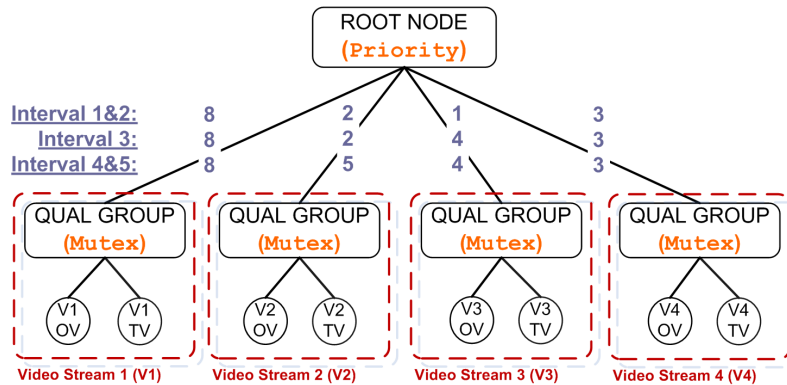 ROOT NODE
(Priority)
Interval 1&2: 8 2 1 3
Interval 3: 8 2 4 3
Interval 4&5: 8 5 4 3
QUAL GROUP QUAL GROUP QUAL GROUP QUAL GROUP
(Mutex) (Mutex) (Mutex) (Mutex)
V1 V1 V2 V2 V3 V3 V4 V4
OV TV OV TV OV TV OV TV
Video Stream 1 (V1) Video Stream 2 (V2) Video Stream 3 (V3) Video Stream 4 (V4)